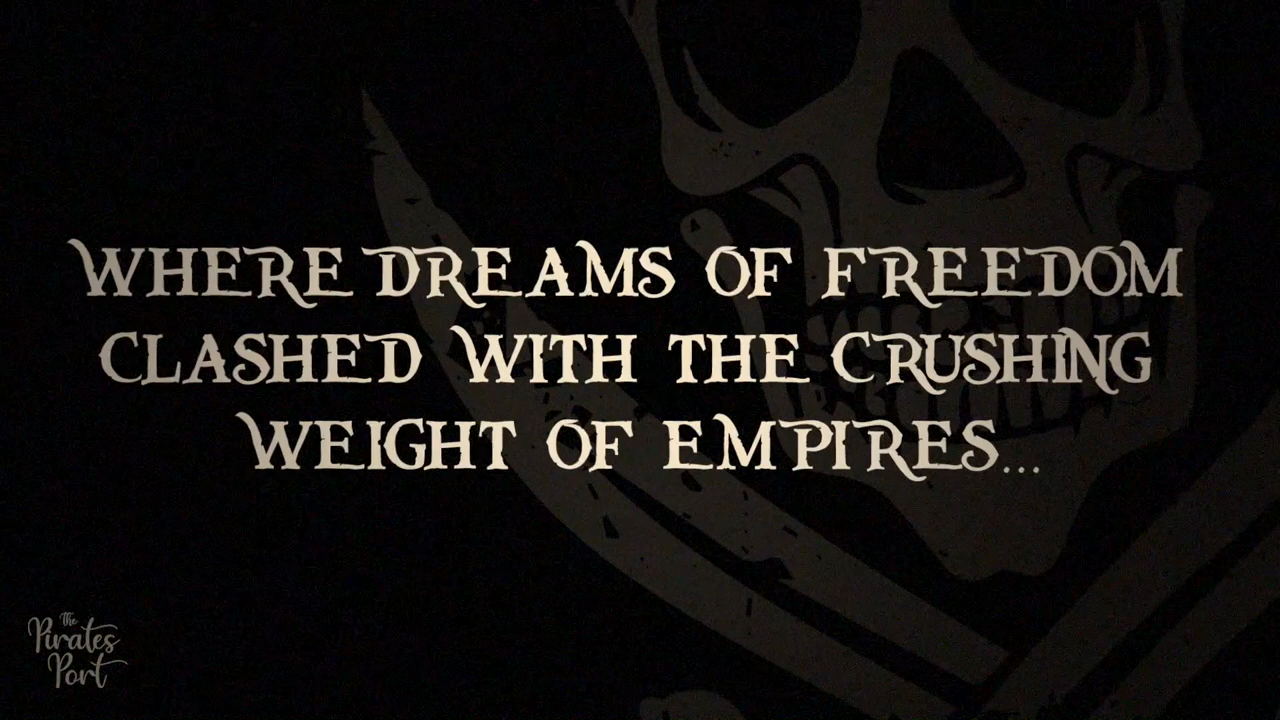 WHERE DREAMS OF FREEDOM
CLASHED WITH THE CRUSHING
WEIGHT OF EMPIRES...
The
Pirates
Port